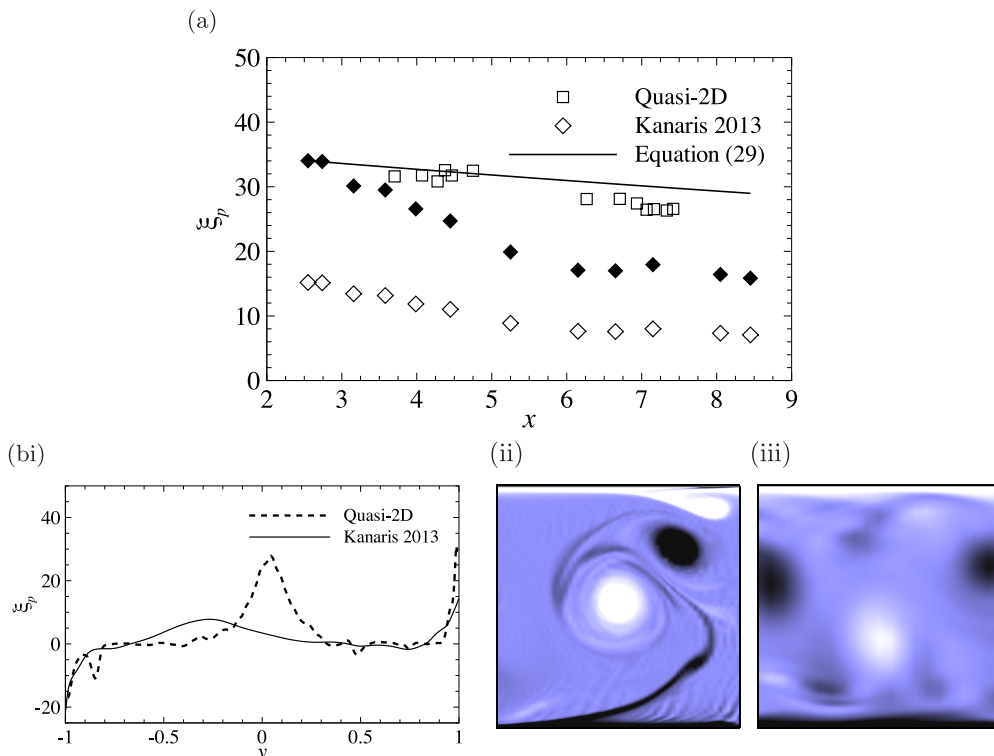 (a)
50
40
30
20
10
0
ξp
Quasi-2D
Kanaris 2013
Equation (29)
2 3 4 5 6 7 8 9
x
(bi) (ii) (iii)
40
20
0
-20
ξp
Quasi-2D
Kanaris 2013
-1 -0.5 0 0.5 1
y